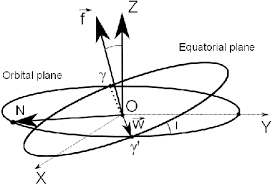 Z
f
Equatorial plane
Orbital plane
γ
N
O
w
Y
I
γ'
X